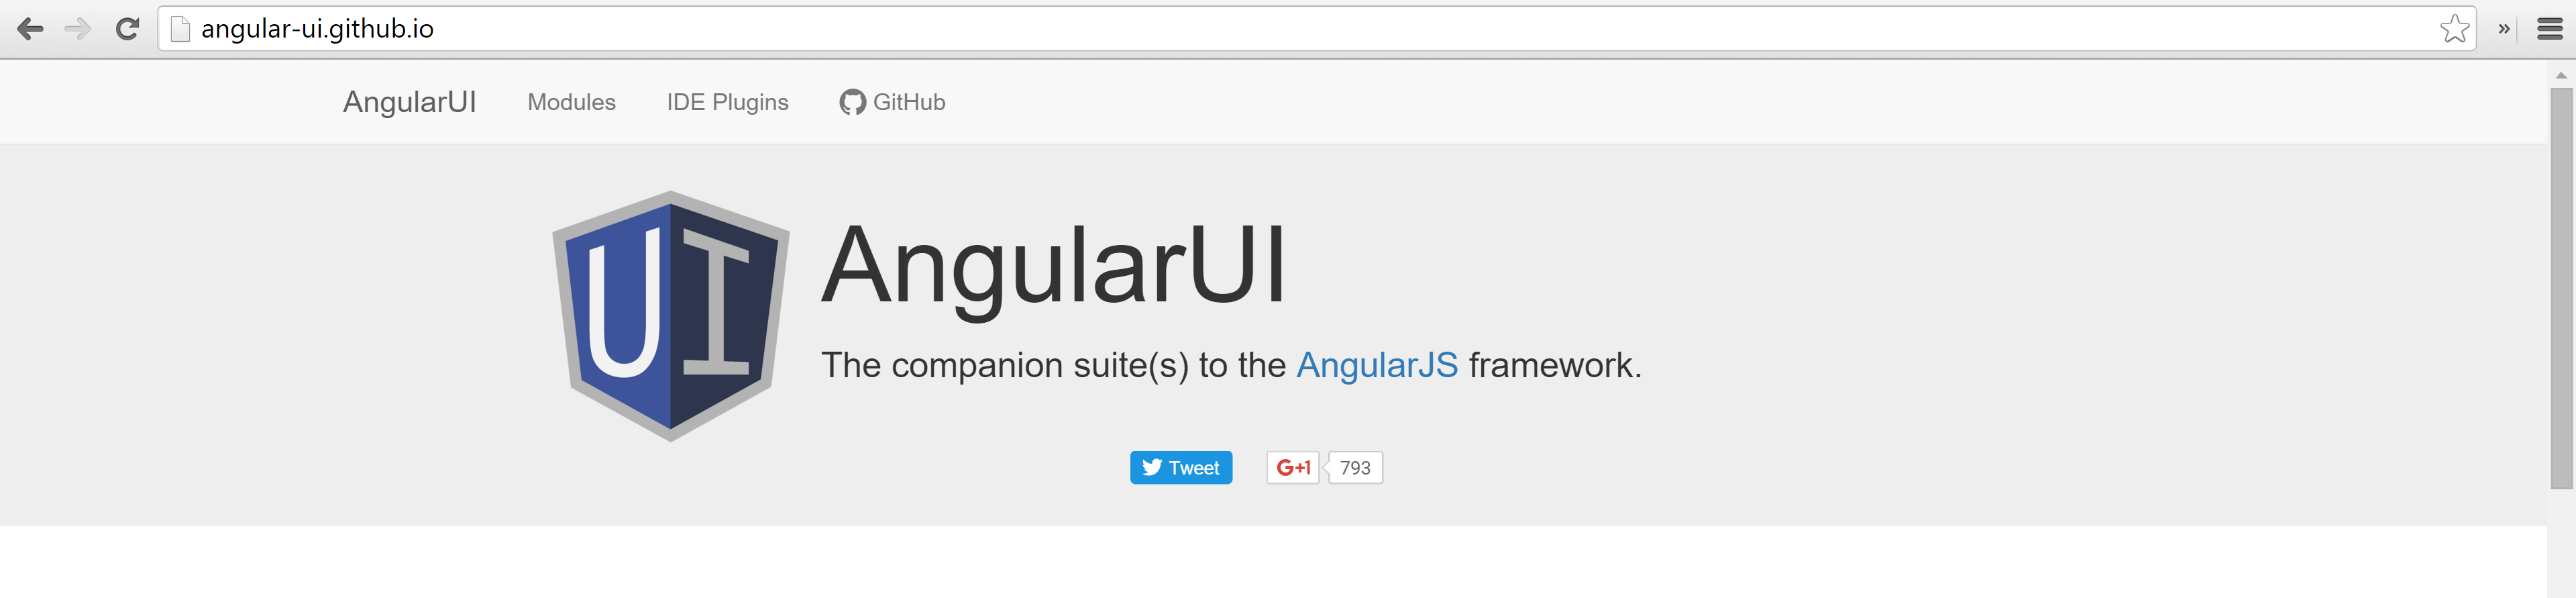 angular-ui.github.io
»
AngularUI Modules IDE Plugins GitHub
UI
AngularUI
The companion suite(s) to the AngularJS framework.
Tweet G+1 793